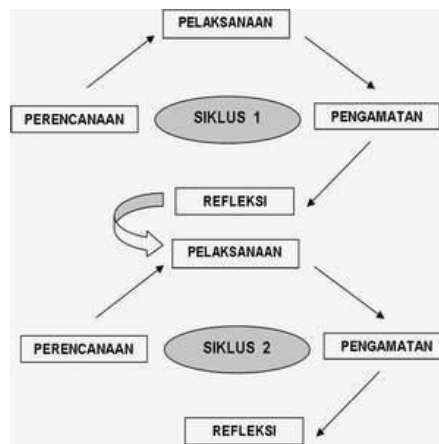 PELAKSANAAN
PERENCANAAN
SIKLUS 1
PENGAMATAN
REFLEKSI
PELAKSANAAN
PERENCANAAN
SIKLUS 2
PENGAMATAN
REFLEKSI